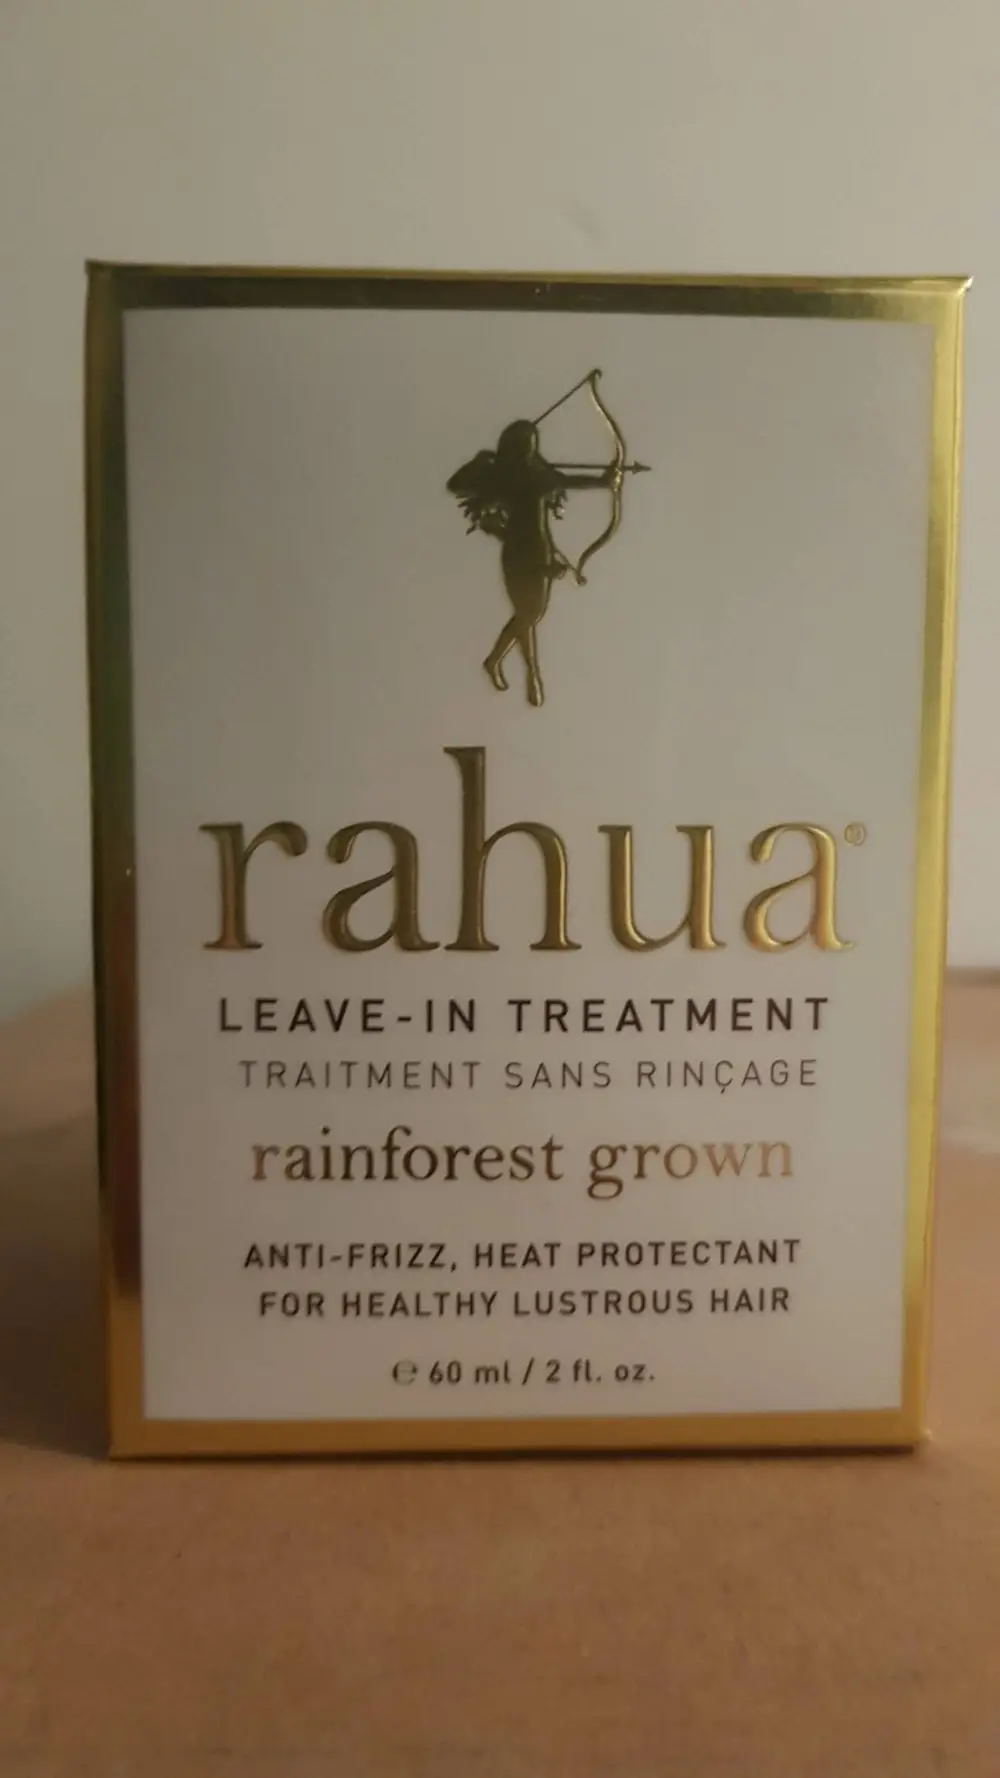 rahua®
LEAVE-IN TREATMENT
TRAITMENT SANS RINÇAGE
rainforest grown
ANTI-FRIZZ, HEAT PROTECTANT
FOR HEALTHY LUSTROUS HAIR
℮ 60 ml / 2 fl. oz.